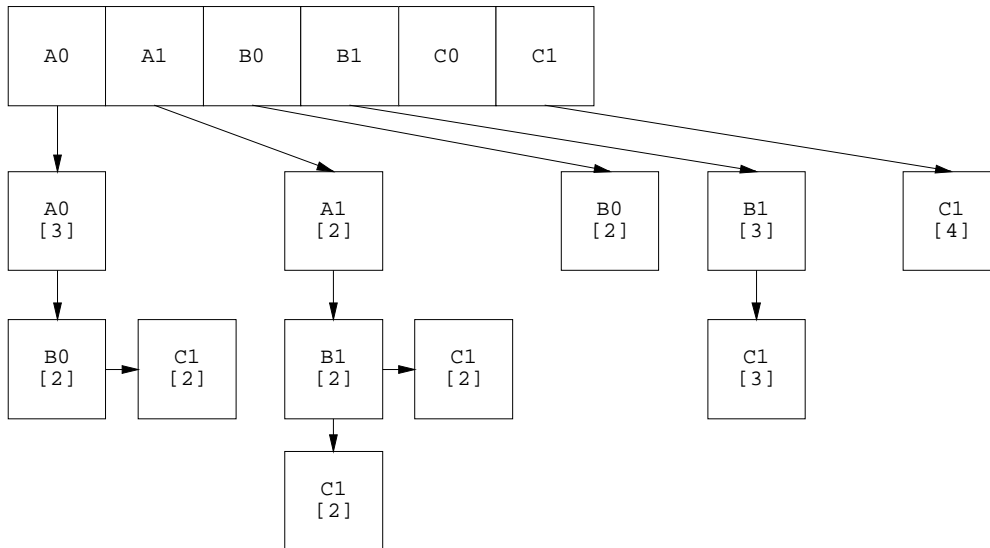 A0 A1 B0 B1 C0 C1
A0 A1 B0 B1 C1
[3] [2] [2] [3] [4]
B0 C1 B1 C1 C1
[2] [2] [2] [2] [3]
C1
[2]